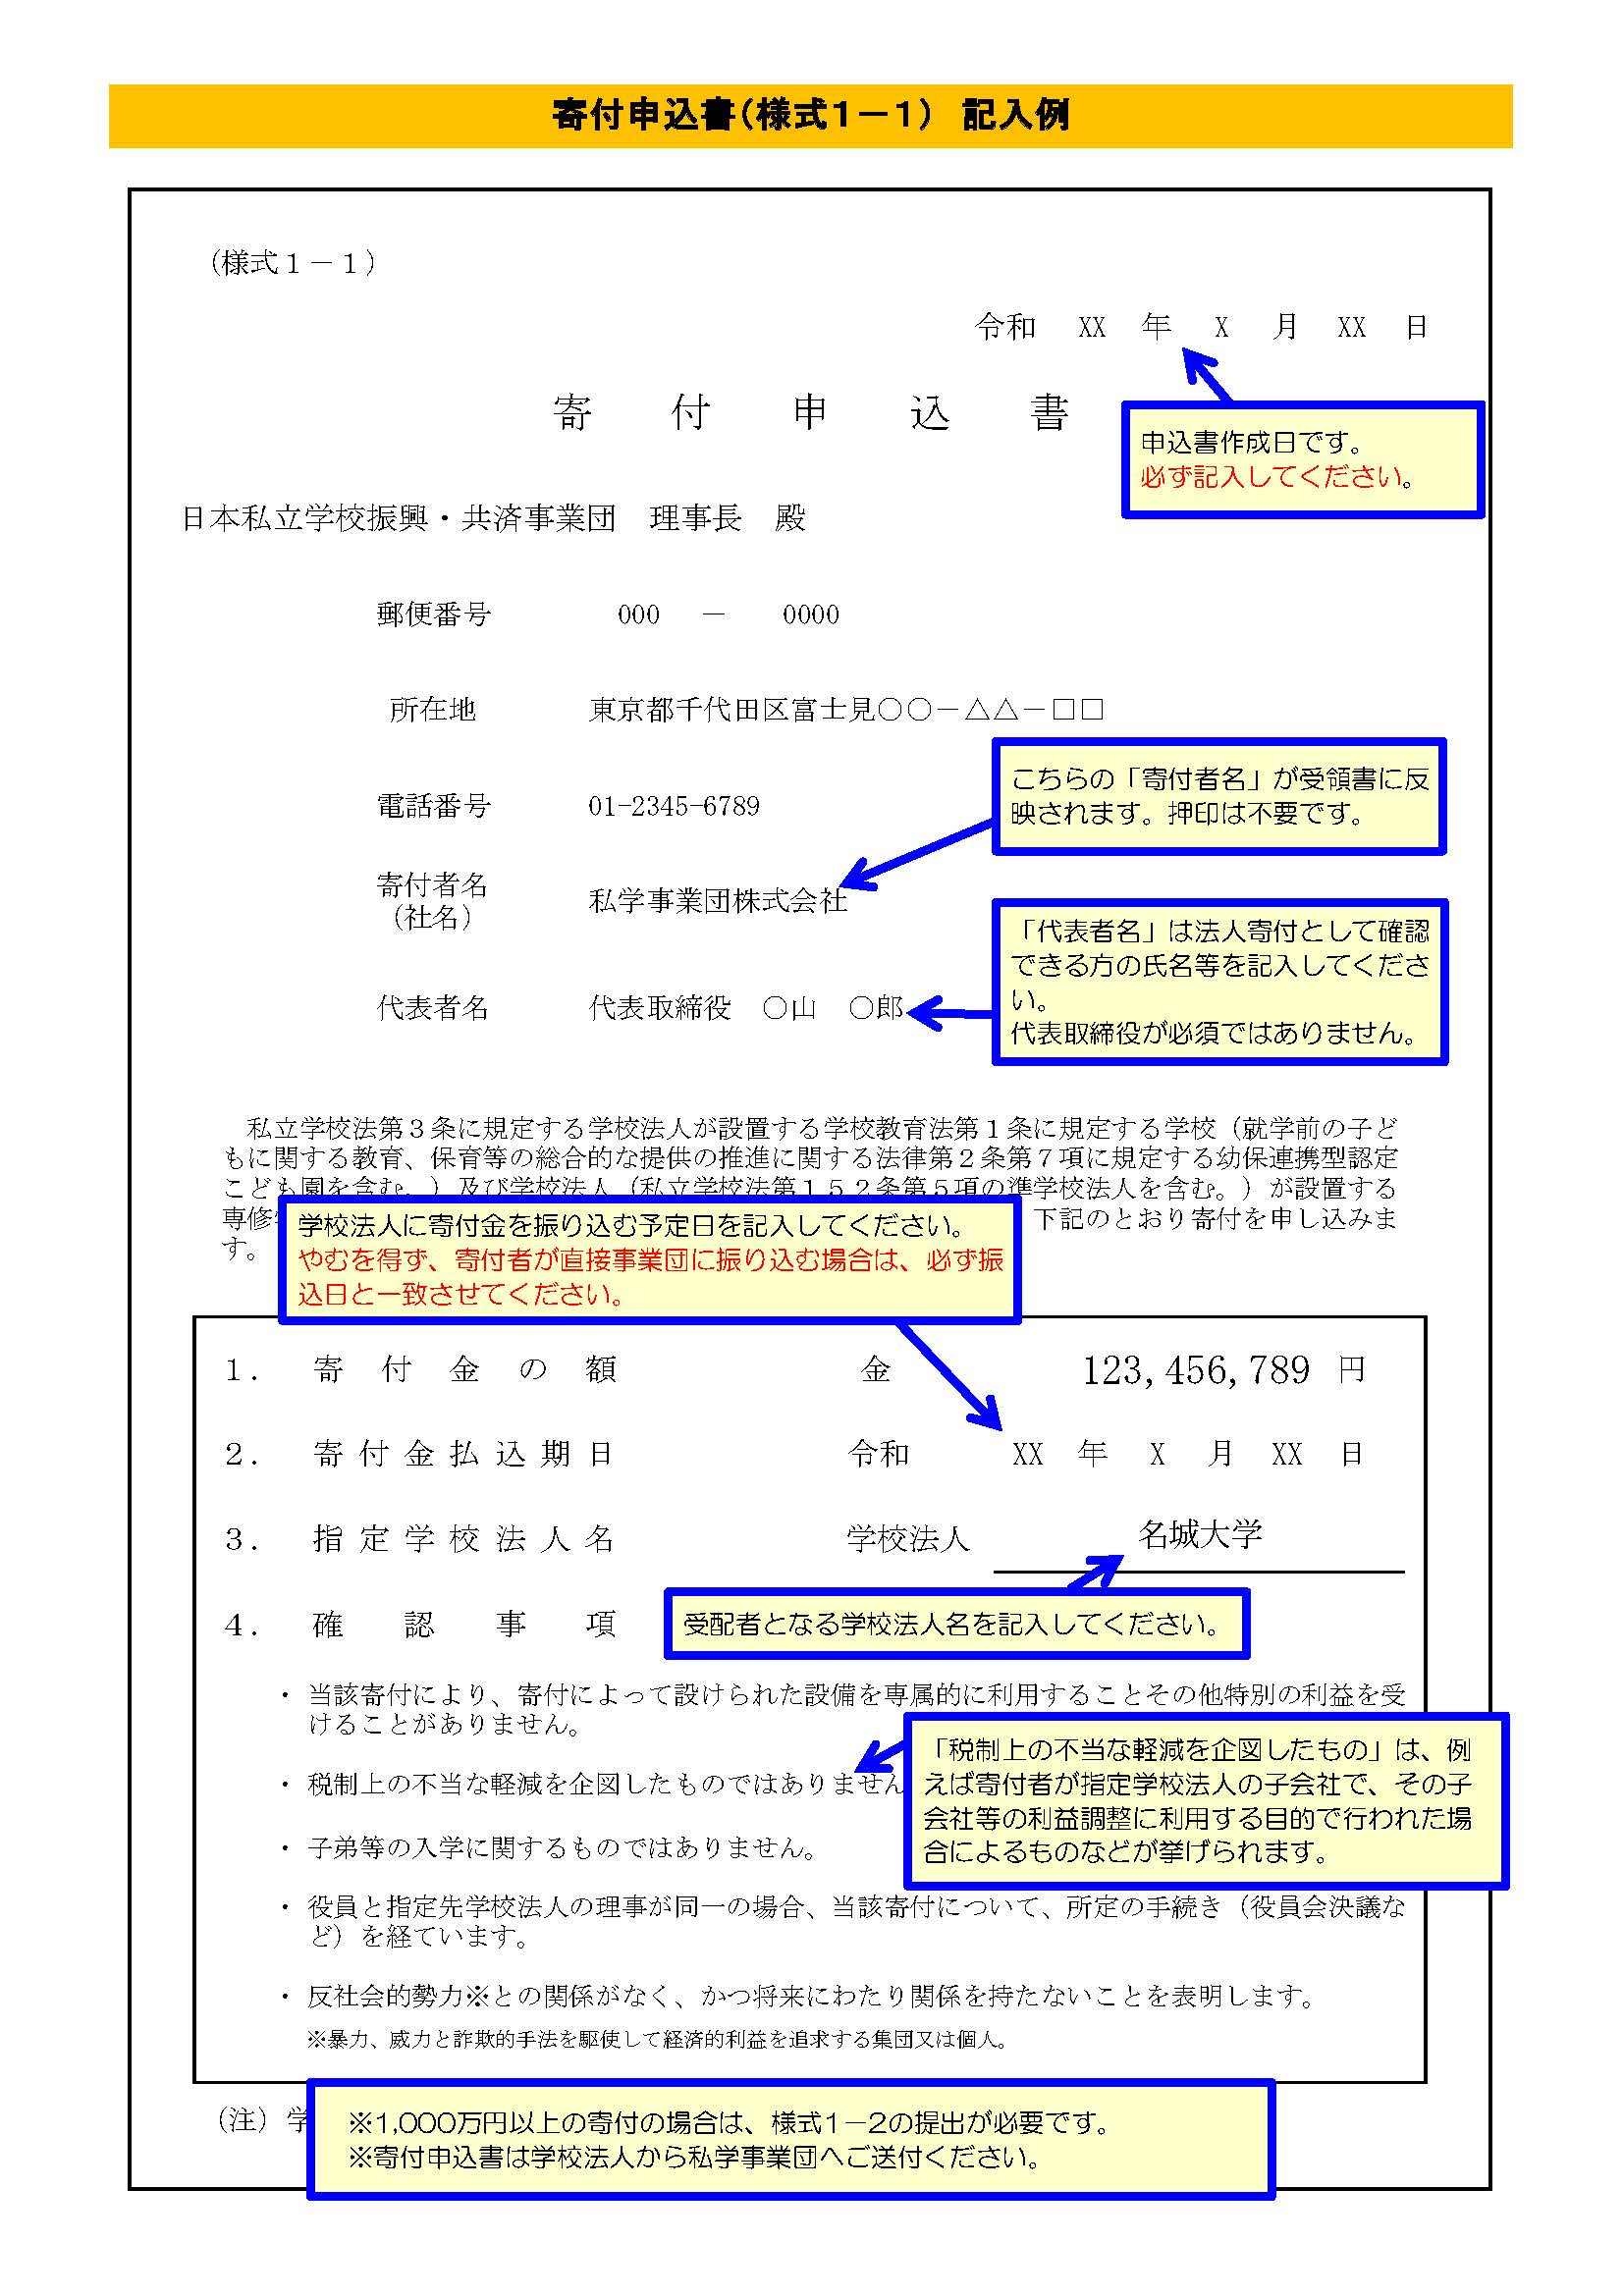 寄付申込書(様式１－１)　記入例
（様式１－１）
令和　XX　年　X　月　XX　日
寄　付　申　込　書
申込書作成日です。
必ず記入してください。
日本私立学校振興・共済事業団　理事長　殿
郵便番号　000　－　0000
所在地　東京都千代田区富士見○○－△△－□□
こちらの「寄付者名」が受領書に反
映されます。押印は不要です。
電話番号　01-2345-6789
寄付者名
（社名）
私学事業団株式会社
「代表者名」は法人寄付として確認
できる方の氏名等を記入してくださ
い。
代表取締役が必須ではありません。
代表者名　代表取締役　○山　○郎
私立学校法第３条に規定する学校法人が設置する学校教育法第１条に規定する学校（就学前の子ど
もに関する教育、保育等の総合的な提供の推進に関する法律第２条第７項に規定する幼保連携型認定
こども園を含む。）及び学校法人（私立学校法第１５２条第５項の準学校法人を含む。）が設置する
専修　下記のとおり寄付を申し込みま
す。
学校法人に寄付金を振り込む予定日を記入してください。
やむを得ず、寄付者が直接事業団に振り込む場合は、必ず振
込日と一致させてください。
１．　寄　付　金　の　額　金　123,456,789　円
２．　寄付金払込期日　令和　XX　年　X　月　XX　日
３．　指定学校法人名　学校法人　名城大学
４．　確　認　事　項
受配者となる学校法人名を記入してください。
・当該寄付により、寄付によって設けられた設備を専属的に利用することその他特別の利益を受
けることがありません。
・税制上の不当な軽減を企図したものではありません
「税制上の不当な軽減を企図したもの」は、例
えば寄付者が指定学校法人の子会社で、その子
会社等の利益調整に利用する目的で行われた場
合によるものなどが挙げられます。
・子弟等の入学に関するものではありません。
・役員と指定先学校法人の理事が同一の場合、当該寄付について、所定の手続き（役員会決議な
ど）を経ています。
・反社会的勢力※との関係がなく、かつ将来にわたり関係を持たないことを表明します。
※暴力、威力と詐欺的手法を駆使して経済的利益を追求する集団又は個人。
（注）学
※1,000万円以上の寄付の場合は、様式１－２の提出が必要です。
※寄付申込書は学校法人から私学事業団へご送付ください。